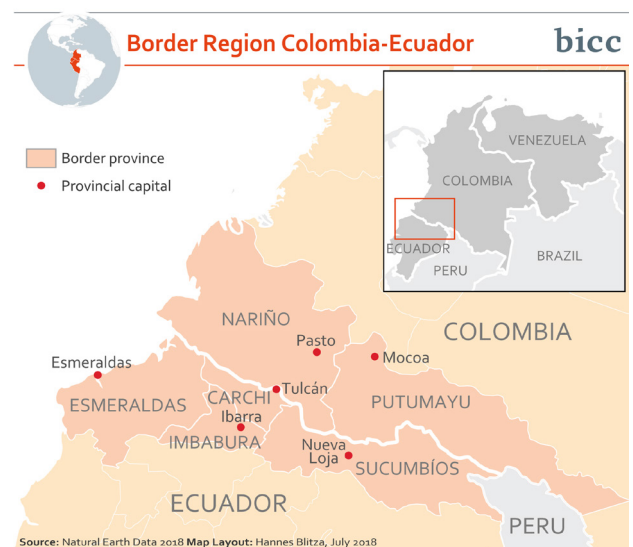 Border Region Colombia-Ecuador
bicc
Border province
Provincial capital
VENEZUELA
COLOMBIA
ECUADOR
BRAZIL
PERU
NARIÑO
Pasto
COLOMBIA
Mocoa
Esmeraldas
Tulcán
ESMERALDAS
CARCHI
PUTUMAYU
Ibarra
IMBABURA
Nueva
Loja
SUCUMBÍOS
ECUADOR
PERU
Source: Natural Earth Data 2018 Map Layout: Hannes Blitza, July 2018